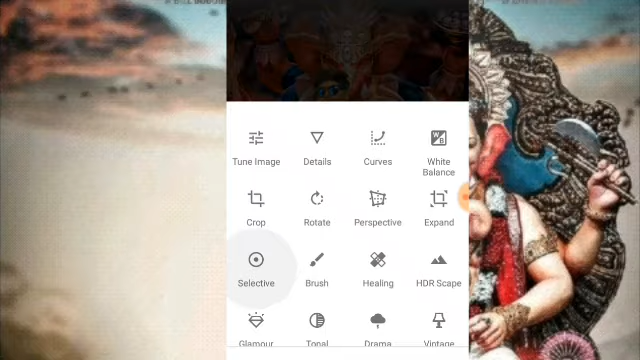 Tune Image Details Curves White Balance
Crop Rotate Perspective Expand
Selective Brush Healing HDR Scape
Glamour Tonal Drama Vintage